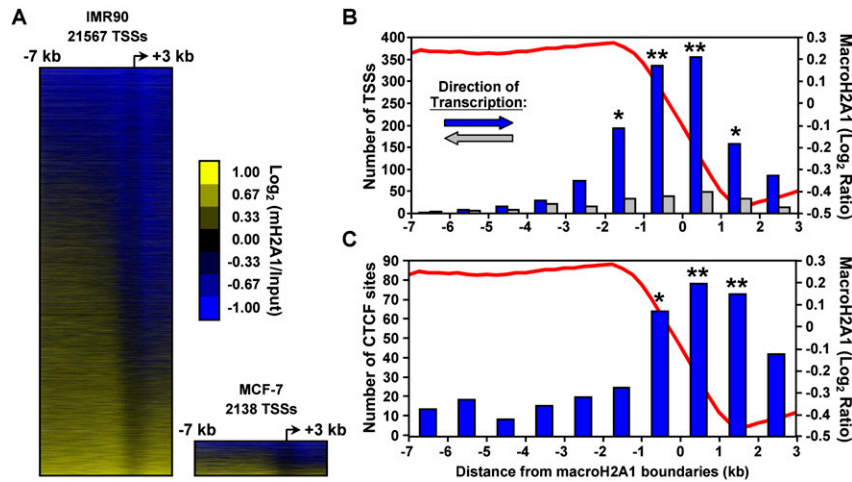 A
IMR90
21567 TSSs
-7 kb
+3 kb
1.00
0.67
0.33
0.00
-0.33
-0.67
-1.00
Log2 (mH2A1/Input)
MCF-7
2138 TSSs
-7 kb
+3 kb
B
Number of TSSs
400
350
300
250
200
150
100
50
0
Direction of
Transcription:
*
**
**
*
0.3
0.2
0.1
0
-0.1
-0.2
-0.3
-0.4
-0.5
MacroH2A1
(Log2 Ratio)
-7 -6 -5 -4 -3 -2 -1 0 1 2 3
C
Number of CTCF sites
90
80
70
60
50
40
30
20
10
0
*
**
**
0.3
0.2
0.1
0
-0.1
-0.2
-0.3
-0.4
-0.5
MacroH2A1
(Log2 Ratio)
-7 -6 -5 -4 -3 -2 -1 0 1 2 3
Distance from macroH2A1 boundaries (kb)